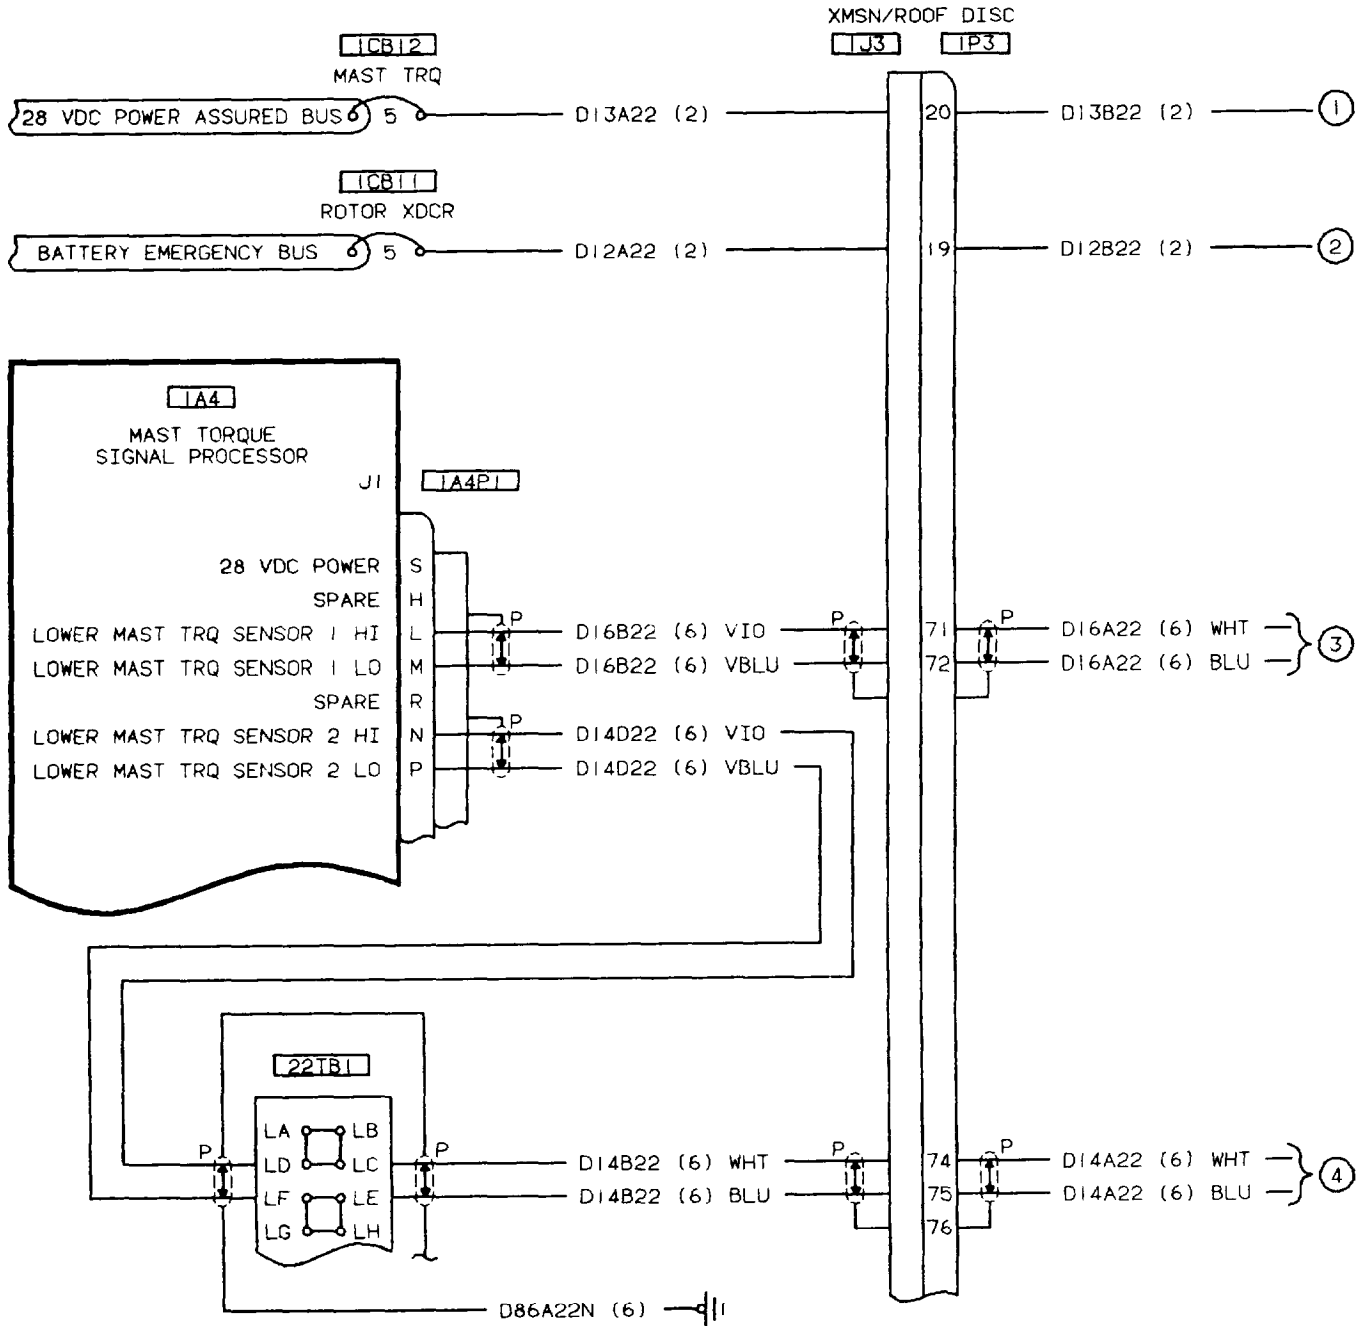 XMSN/ROOF DISC
1CB12 1J3 1P3
MAST TRQ
28 VDC POWER ASSURED BUS 5 D13A22 (2) 20 D13B22 (2) 1
1CB11
ROTOR XDCR
BATTERY EMERGENCY BUS 5 D12A22 (2) 19 D12B22 (2) 2
1A4
MAST TORQUE
SIGNAL PROCESSOR
J1 1A4P1
28 VDC POWER S
SPARE H
P P P
LOWER MAST TRQ SENSOR 1 HI L D16B22 (6) VIO 71 D16A22 (6) WHT
3
LOWER MAST TRQ SENSOR 1 LO M D16B22 (6) VBLU 72 D16A22 (6) BLU
SPARE R
P
LOWER MAST TRQ SENSOR 2 HI N D14D22 (6) VIO
LOWER MAST TRQ SENSOR 2 LO P D14D22 (6) VBLU
22TB1
LA LB
P P P P
LD LC D14B22 (6) WHT 74 D14A22 (6) WHT
4
LF LE D14B22 (6) BLU 75 D14A22 (6) BLU
LG LH 76
D86A22N (6) 1